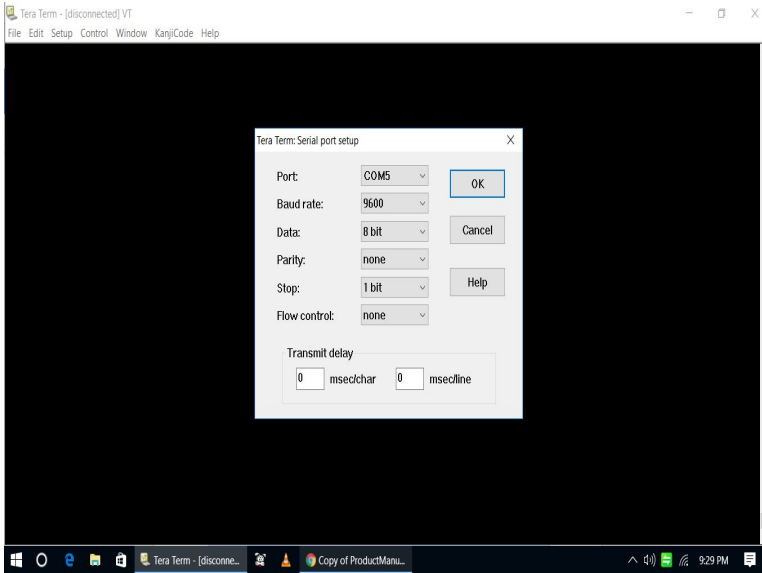 Tera Term - [disconnected] VT
File Edit Setup Control Window KanjiCode Help
Tera Term: Serial port setup
Port: COM5
OK
Baud rate: 9600
Data: 8 bit
Cancel
Parity: none
Stop: 1 bit
Help
Flow control: none
Transmit delay
0 msec/char 0 msec/line
Tera Term - [disconne...
Copy of ProductManu...
9:29 PM